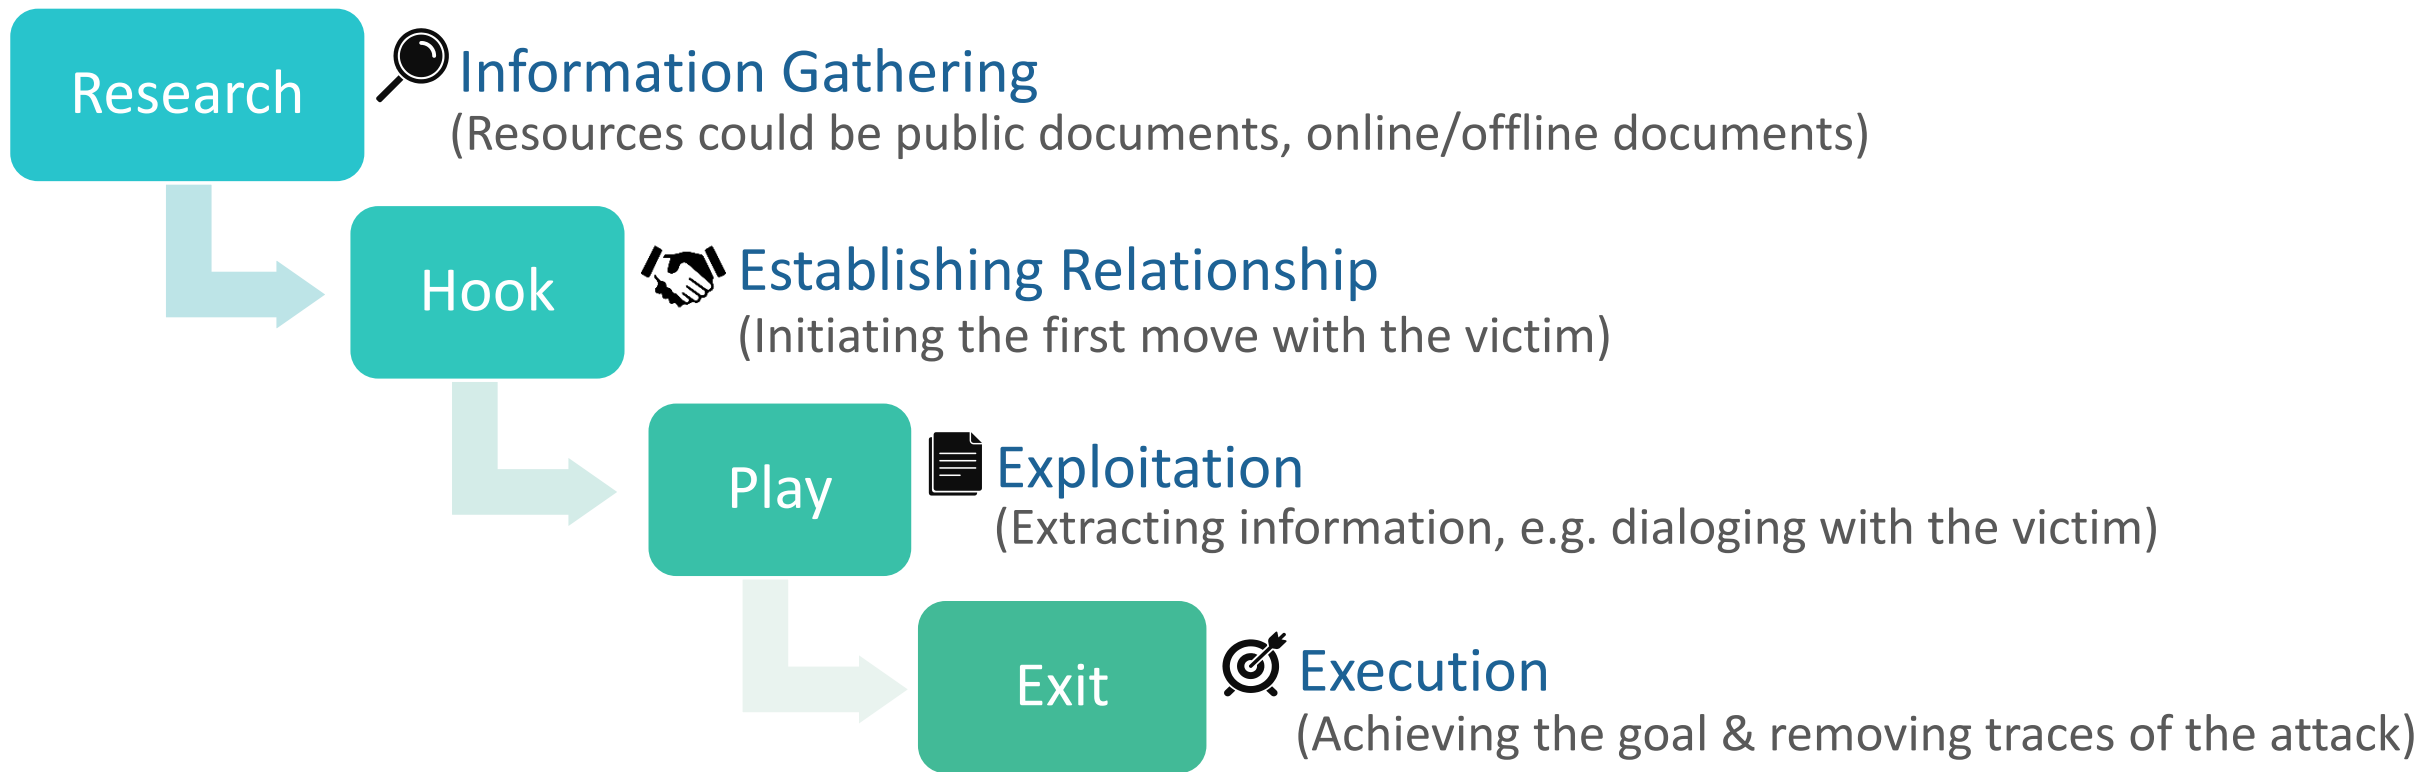 Research
Information Gathering
(Resources could be public documents, online/offline documents)
Hook
Establishing Relationship
(Initiating the first move with the victim)
Play
Exploitation
(Extracting information, e.g. dialoging with the victim)
Exit
Execution
(Achieving the goal & removing traces of the attack)